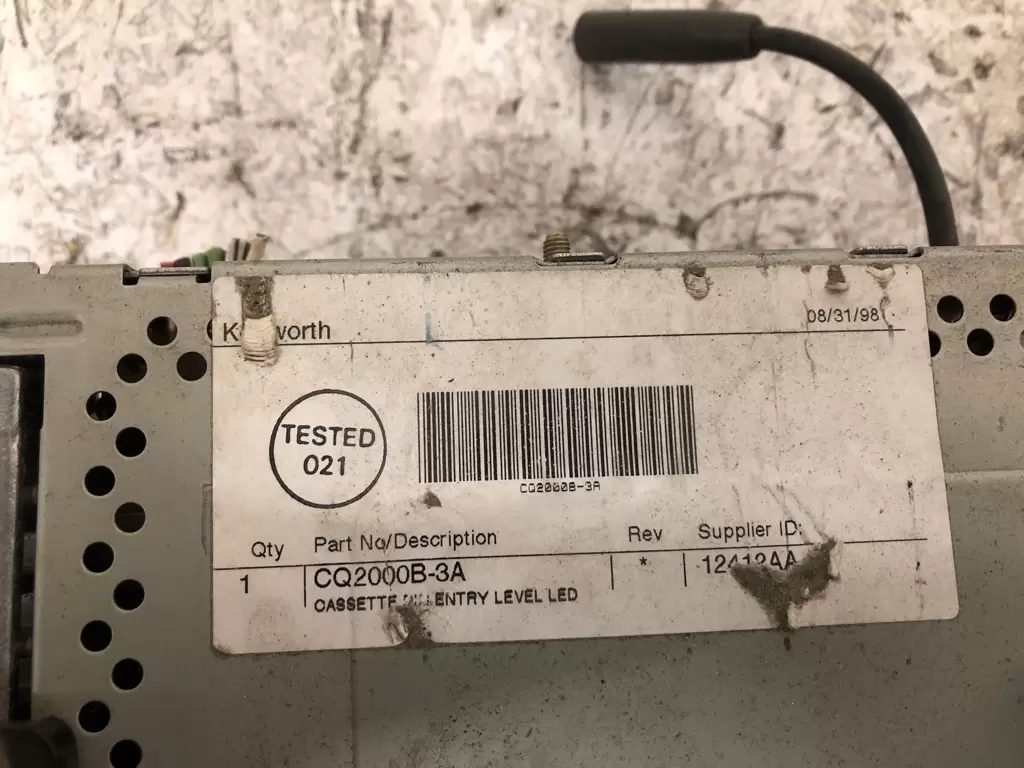 08/31/98
TESTED
021
CQ2000B-3A
Qty Part No/Description Rev Supplier ID:
1 CQ2000B-3A *
CASSETTE ENTRY LEVEL LED